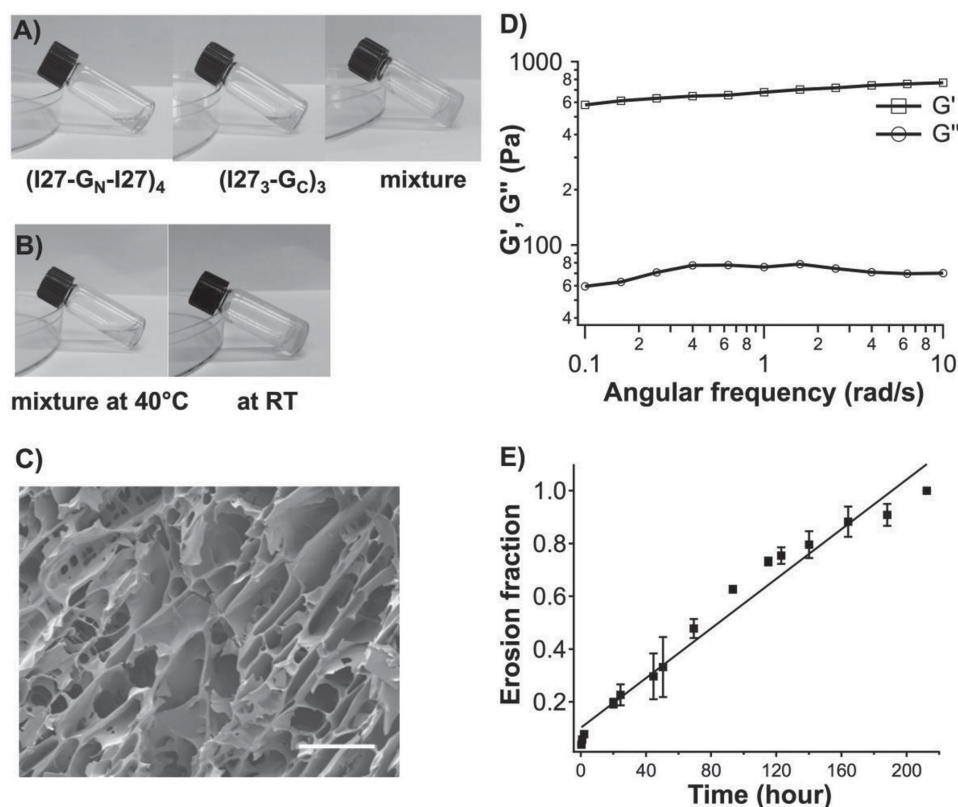 A)
(I27-GN-I27)4
(I273-GC)3
mixture
B)
mixture at 40°C
at RT
C)
D)
G', G" (Pa)
1000
8
6
4
2
100
8
6
4
G'
G"
0.1
2
4
6
8
1
2
4
6
8
10
Angular frequency (rad/s)
E)
Erosion fraction
1.0
0.8
0.6
0.4
0.2
0
40
80
120
160
200
Time (hour)